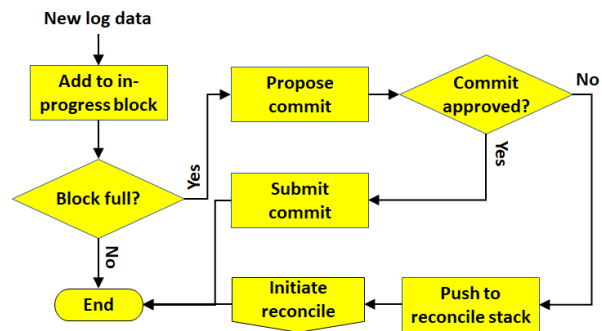 New log data
Add to in-
progress block
Block full?
Yes
No
End
Propose
commit
Commit
approved?
No
Yes
Submit
commit
Initiate
reconcile
Push to
reconcile stack